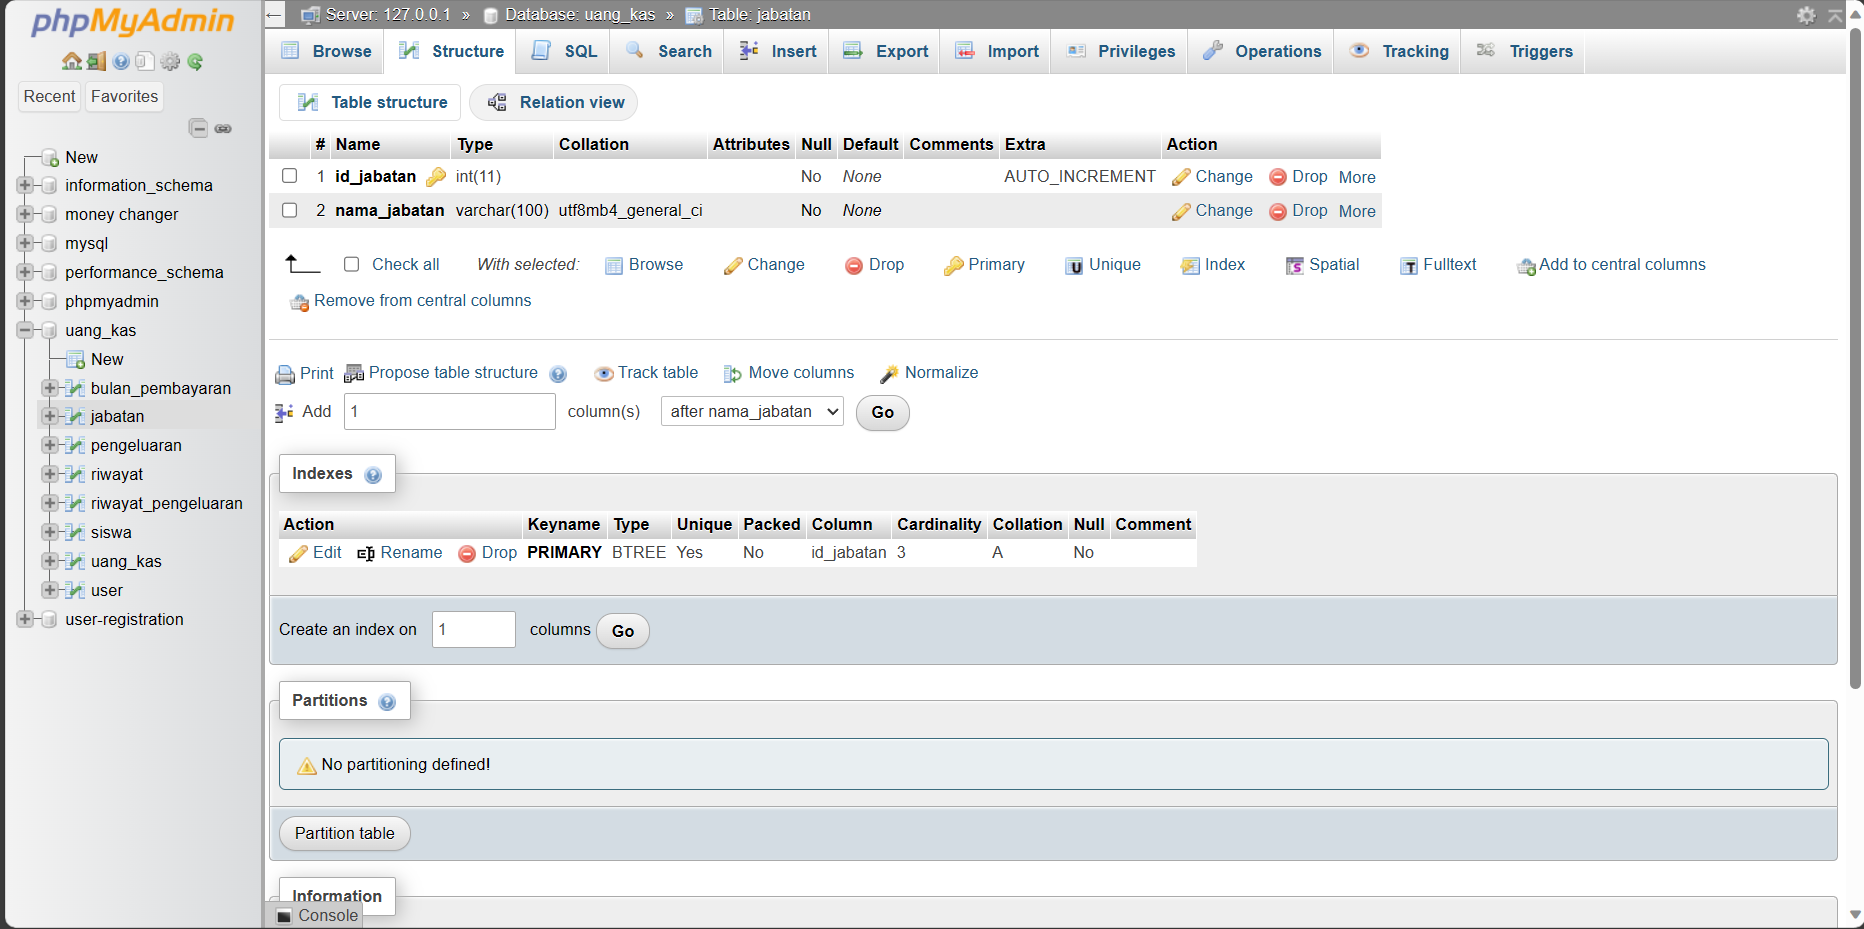 phpMyAdmin
Recent Favorites
New
information_schema
money changer
mysql
performance_schema
phpmyadmin
uang_kas
New
bulan_pembayaran
jabatan
pengeluaran
riwayat
riwayat_pengeluaran
siswa
uang_kas
user
user-registration
Server: 127.0.0.1 » Database: uang_kas » Table: jabatan
Browse Structure SQL Search Insert Export Import Privileges Operations Tracking Triggers
Table structure Relation view
# Name Type Collation Attributes Null Default Comments Extra Action
1 id_jabatan int(11) No None AUTO_INCREMENT Change Drop More
2 nama_jabatan varchar(100) utf8mb4_general_ci No None Change Drop More
Check all With selected: Browse Change Drop Primary Unique Index Spatial Fulltext Add to central columns
Remove from central columns
Print Propose table structure Track table Move columns Normalize
Add 1 column(s) after nama_jabatan Go
Indexes
Action Keyname Type Unique Packed Column Cardinality Collation Null Comment
Edit Rename Drop PRIMARY BTREE Yes No id_jabatan 3 A No
Create an index on 1 columns Go
Partitions
No partitioning defined!
Partition table
Information
Console